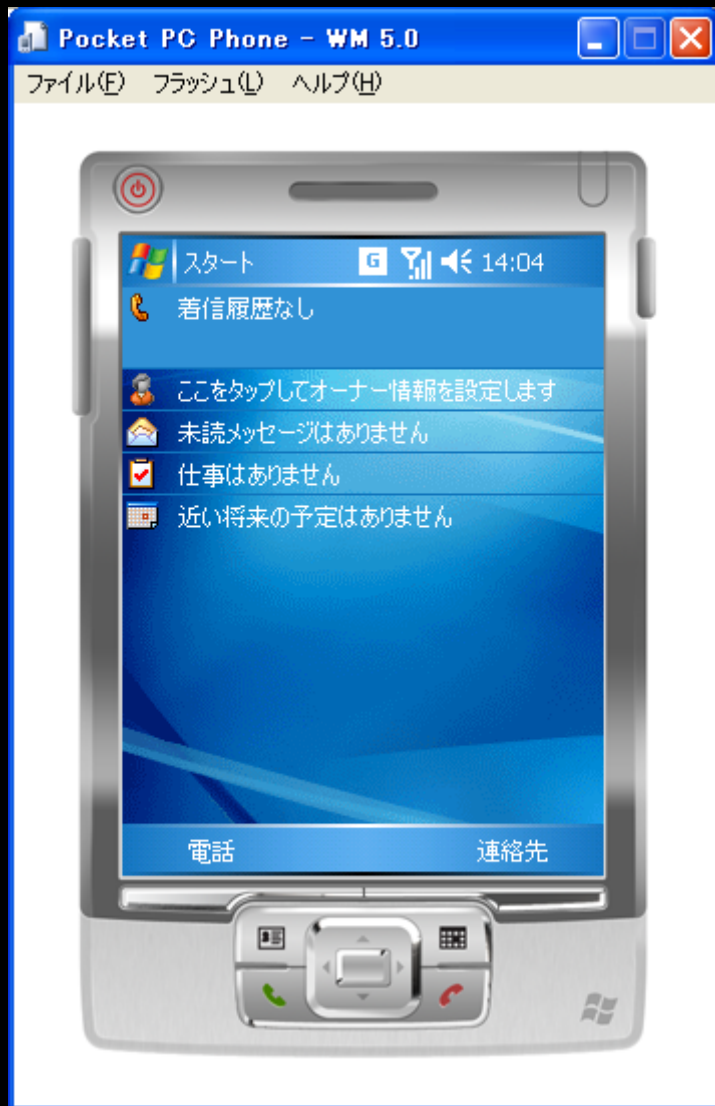 Pocket PC Phone - WM 5.0
ファイル(F) フラッシュ(L) ヘルプ(H)
スタート G 14:04
着信履歴なし
ここをタップしてオーナー情報を設定します
未読メッセージはありません
仕事はありません
近い将来の予定はありません
電話 連絡先